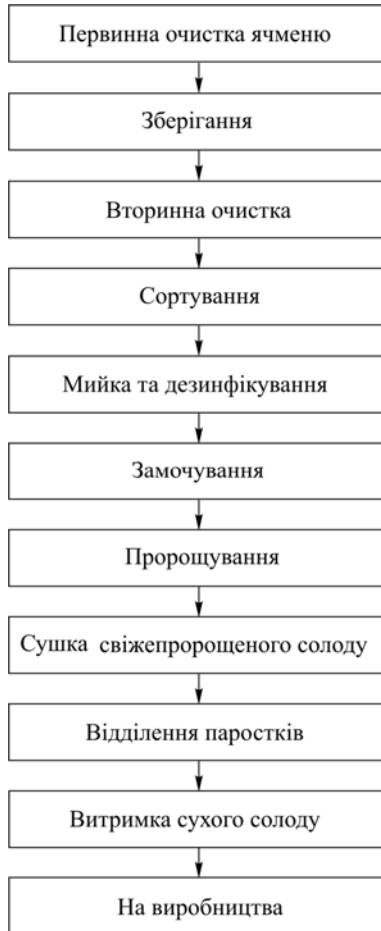 Первинна очистка ячменю
Зберігання
Вторинна очистка
Сортування
Мийка та дезинфікування
Замочування
Пророщування
Сушка свіжепророщеного солоду
Відділення паростків
Витримка сухого солоду
На виробництва